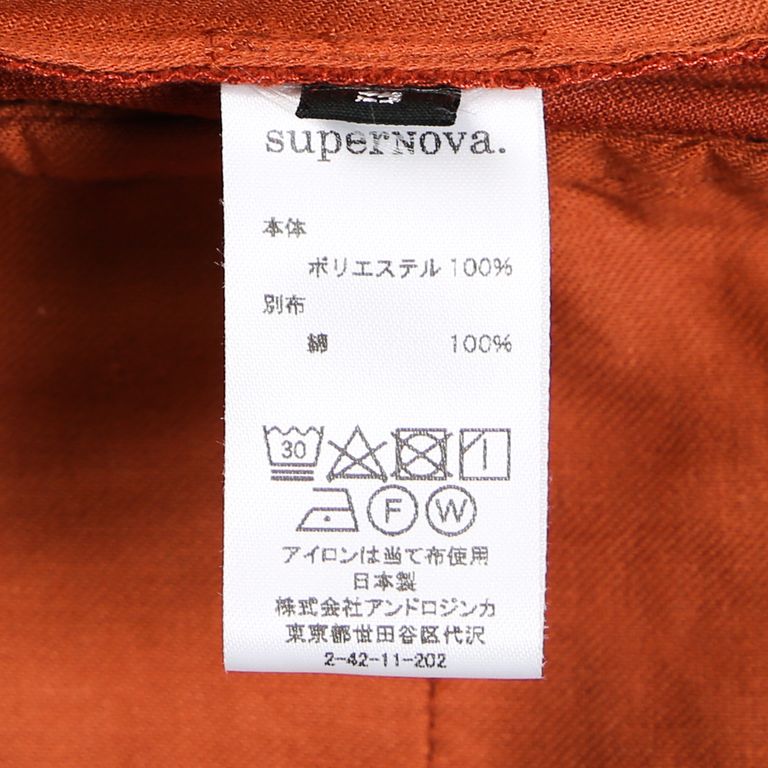 superNova.
本体
ポリエステル 100%
別布
綿 100%
30
F W
アイロンは当て布使用
日本製
株式会社アンドロジンカ
東京都世田谷区代沢
2-42-11-202